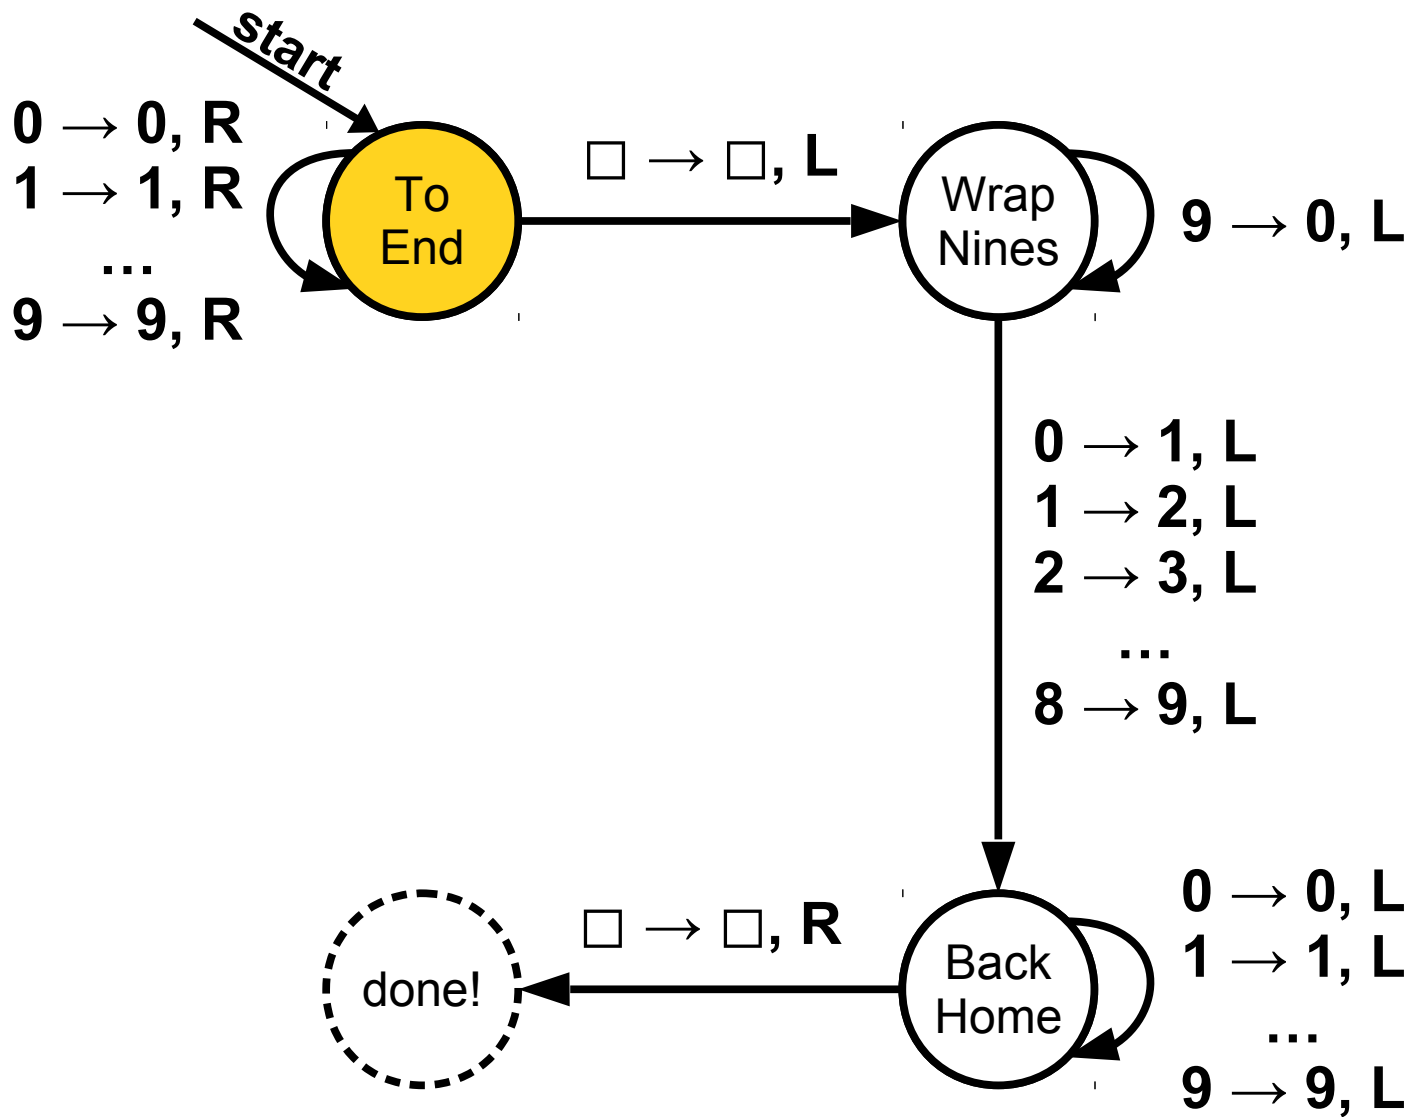 start
0 → 0, R
1 → 1, R
...
9 → 9, R
To
End
□ → □, L
Wrap
Nines
9 → 0, L
0 → 1, L
1 → 2, L
2 → 3, L
...
8 → 9, L
done!
□ → □, R
Back
Home
0 → 0, L
1 → 1, L
...
9 → 9, L